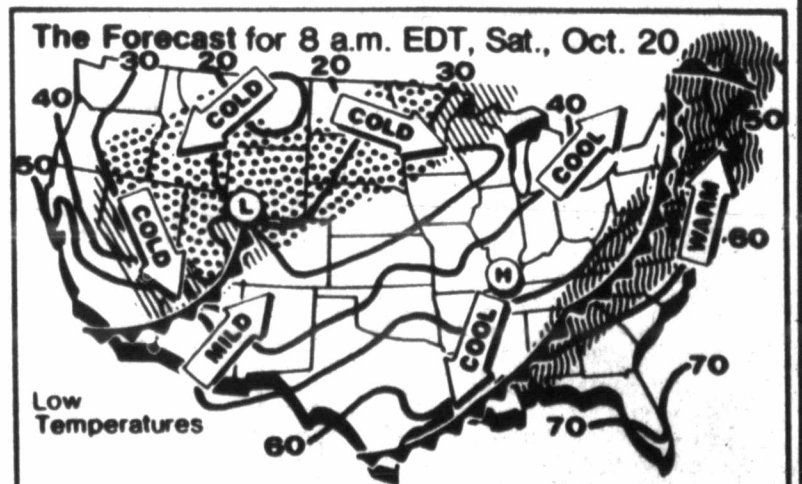 The Forecast for 8 a.m. EDT, Sat., Oct. 20
30 20 20 30
40 COLD COLD 40 COOL 50
50
COLD L WARM 60
H
MILD COOL
Low
Temperatures
60 70 70